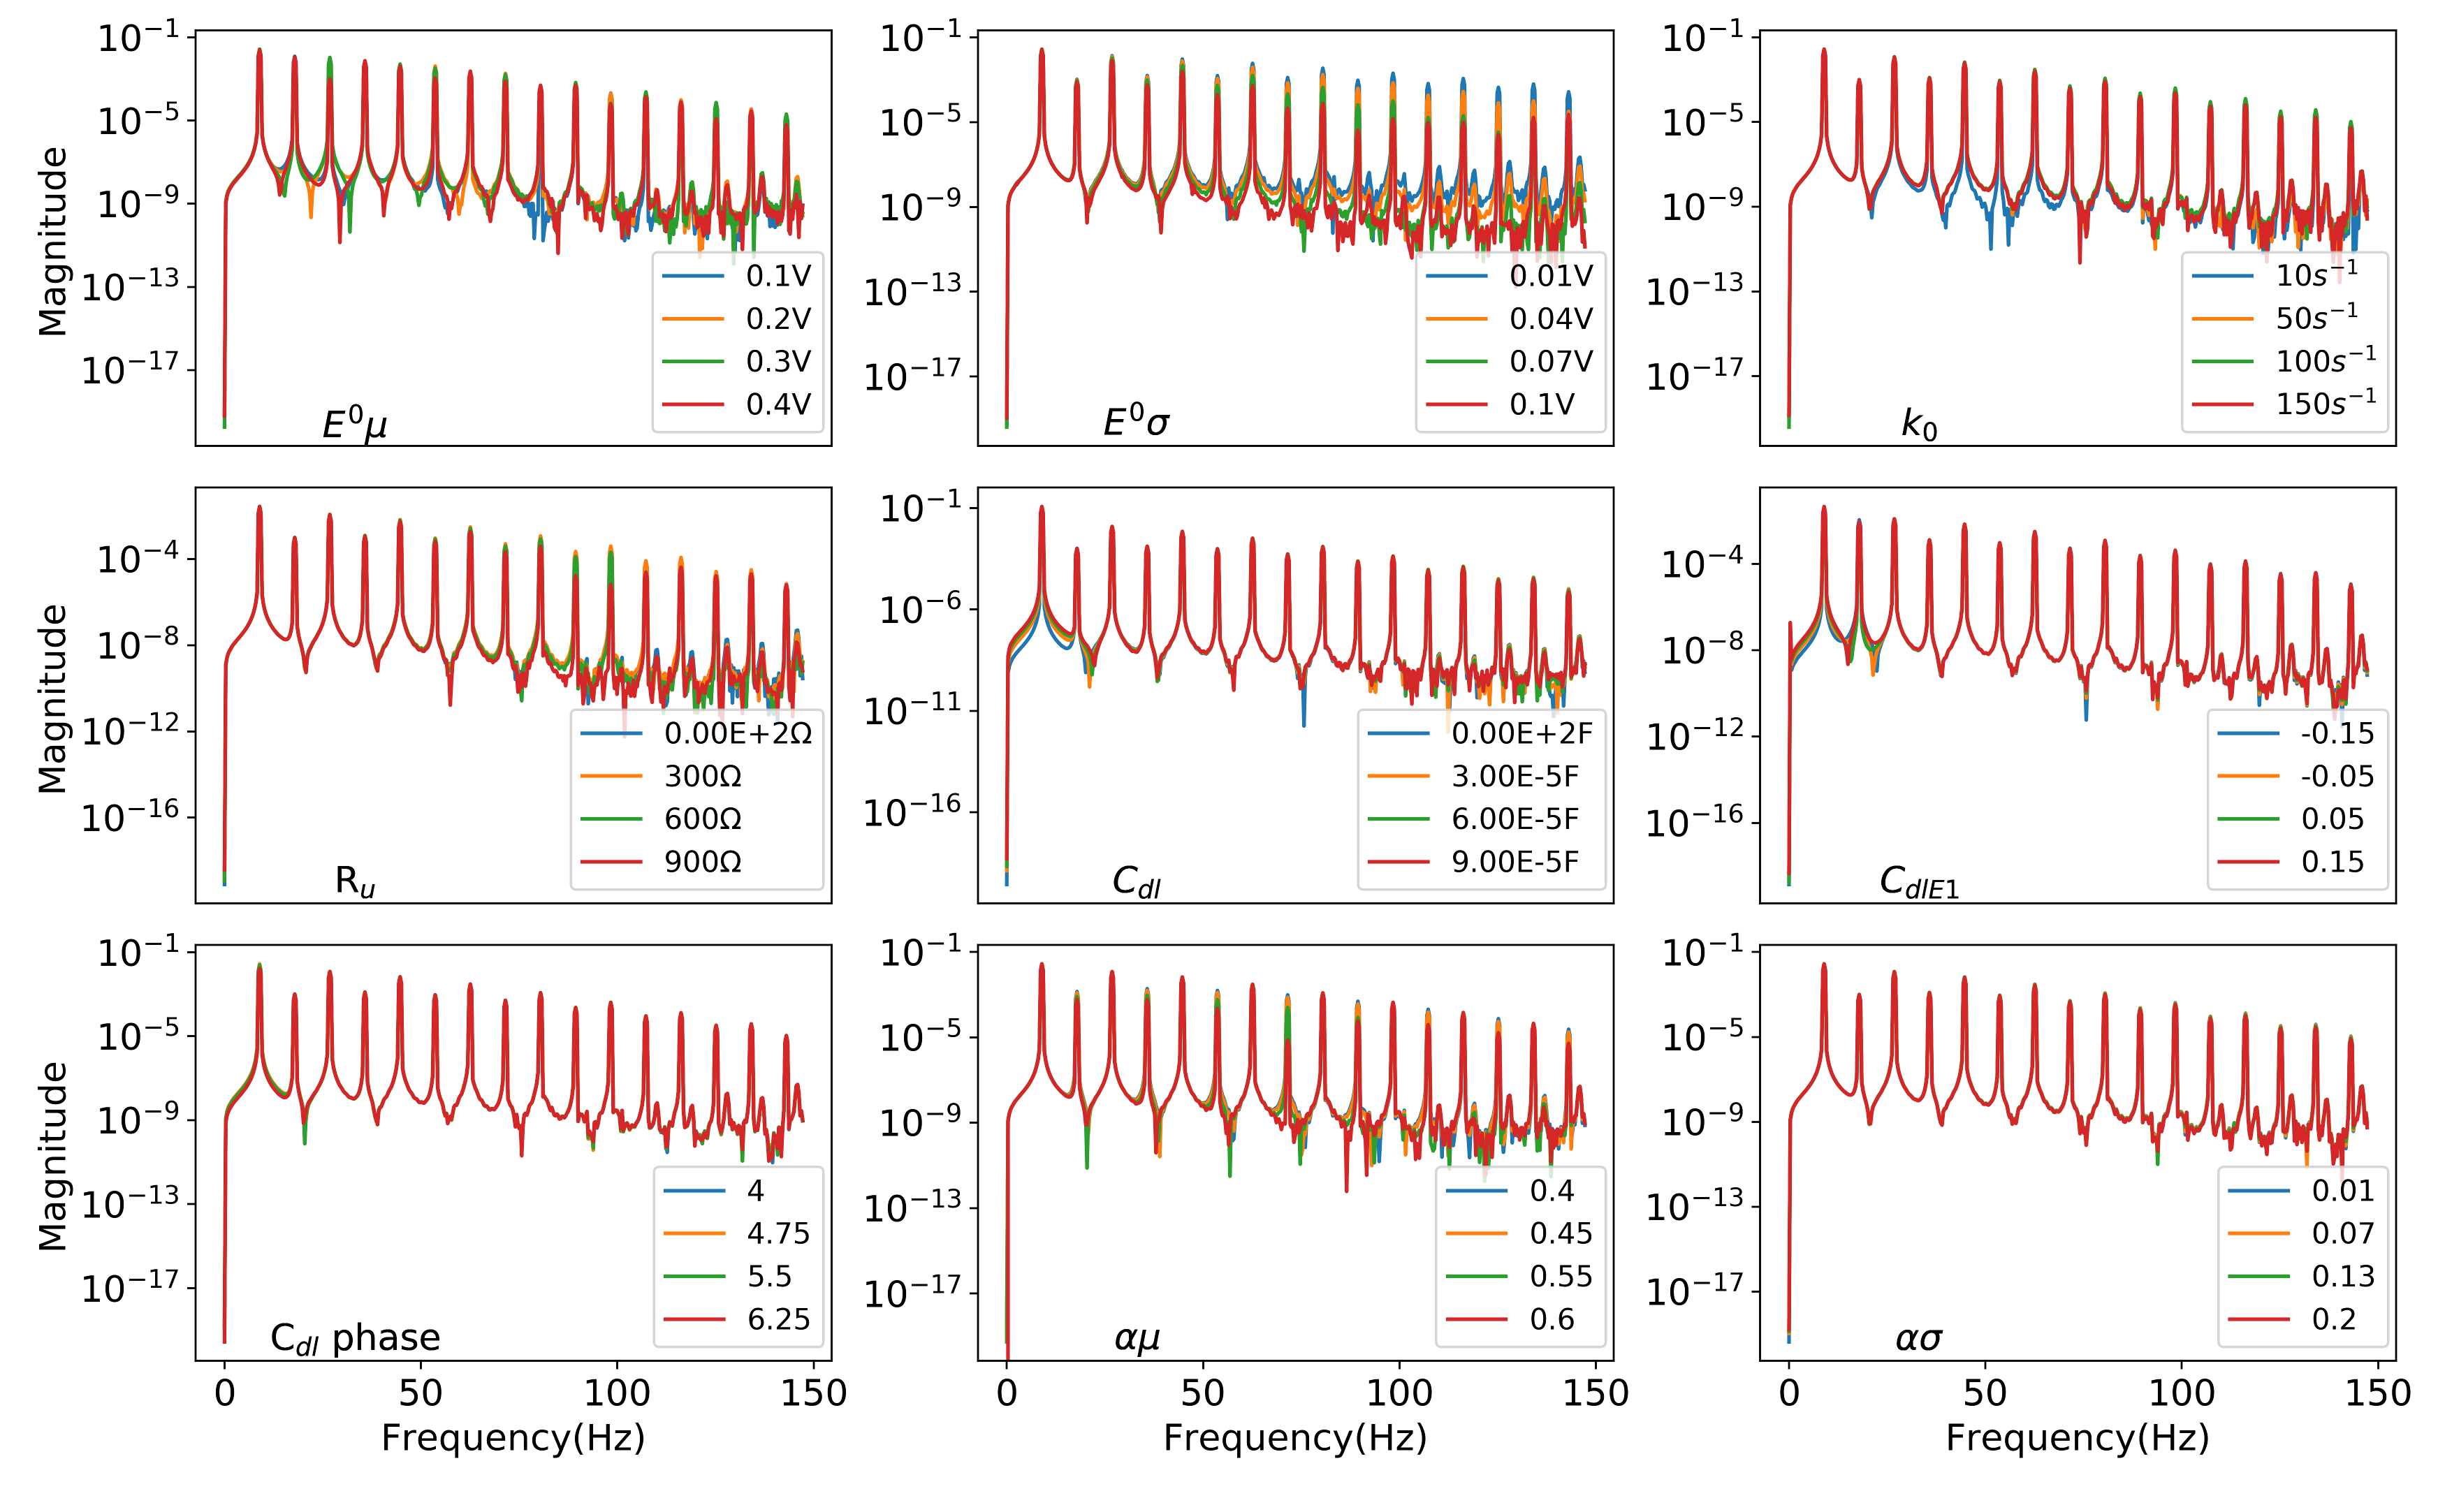 Magnitude
10^−1
10^−5
10^−9
10^−13
10^−17
0.1V
0.2V
0.3V
0.4V
E^0μ
10^−1
10^−5
10^−9
10^−13
10^−17
0.01V
0.04V
0.07V
0.1V
E^0σ
10^−1
10^−5
10^−9
10^−13
10^−17
10s^−1
50s^−1
100s^−1
150s^−1
k_0
Magnitude
10^−4
10^−8
10^−12
10^−16
0.00E+2Ω
300Ω
600Ω
900Ω
R_u
10^−1
10^−6
10^−11
10^−16
0.00E+2F
3.00E-5F
6.00E-5F
9.00E-5F
C_dl
10^−4
10^−8
10^−12
10^−16
-0.15
-0.05
0.05
0.15
C_dlE1
Magnitude
10^−1
10^−5
10^−9
10^−13
10^−17
4
4.75
5.5
6.25
C_dl phase
0 50 100 150
Frequency(Hz)
10^−1
10^−5
10^−9
10^−13
10^−17
0.4
0.45
0.55
0.6
αμ
0 50 100 150
Frequency(Hz)
10^−1
10^−5
10^−9
10^−13
10^−17
0.01
0.07
0.13
0.2
ασ
0 50 100 150
Frequency(Hz)